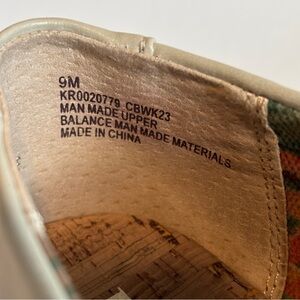 9M
KR0020779 CBWK23
MAN MADE UPPER
BALANCE MAN MADE MATERIALS
MADE IN CHINA